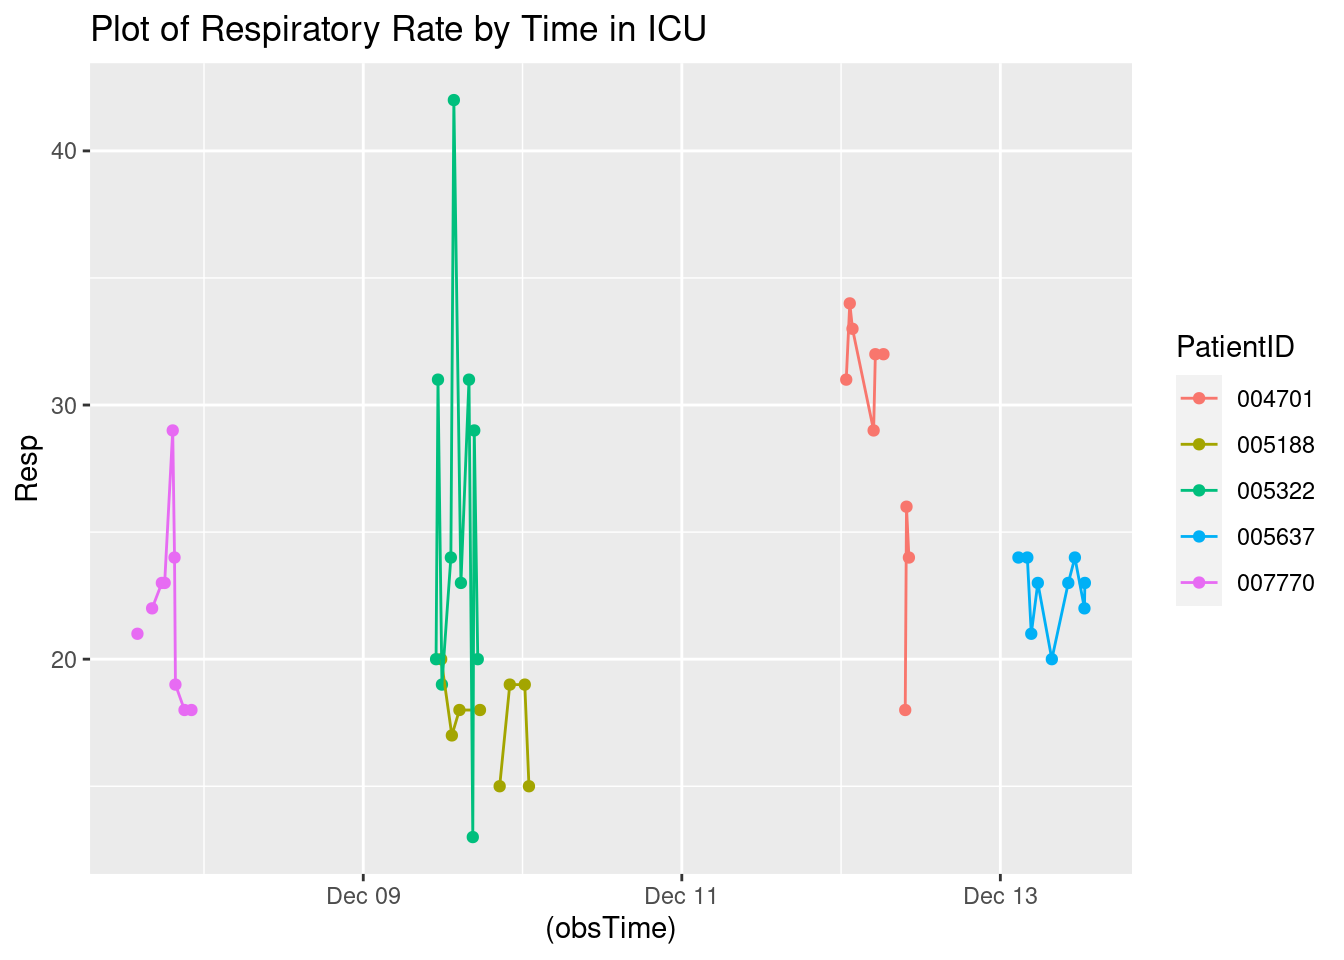 Plot of Respiratory Rate by Time in ICU
40
30
20
Resp
Dec 09
Dec 11
Dec 13
(obsTime)
PatientID
004701
005188
005322
005637
007770